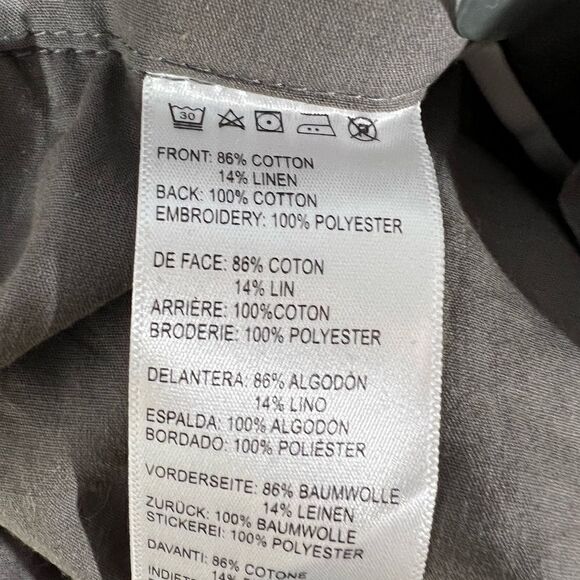 30
FRONT: 86% COTTON
14% LINEN
BACK: 100% COTTON
EMBROIDERY: 100% POLYESTER
DE FACE: 86% COTON
14% LIN
ARRIÈRE: 100%COTON
BRODERIE: 100% POLYESTER
DELANTERA: 86% ALGODÓN
14% LINO
ESPALDA: 100% ALGODÓN
BORDADO: 100% POLIÉSTER
VORDERSEITE: 86% BAUMWOLLE
14% LEINEN
ZURÜCK: 100% BAUMWOLLE
STICKEREI: 100% POLYESTER
DAVANTI: 86% COTONE
14%